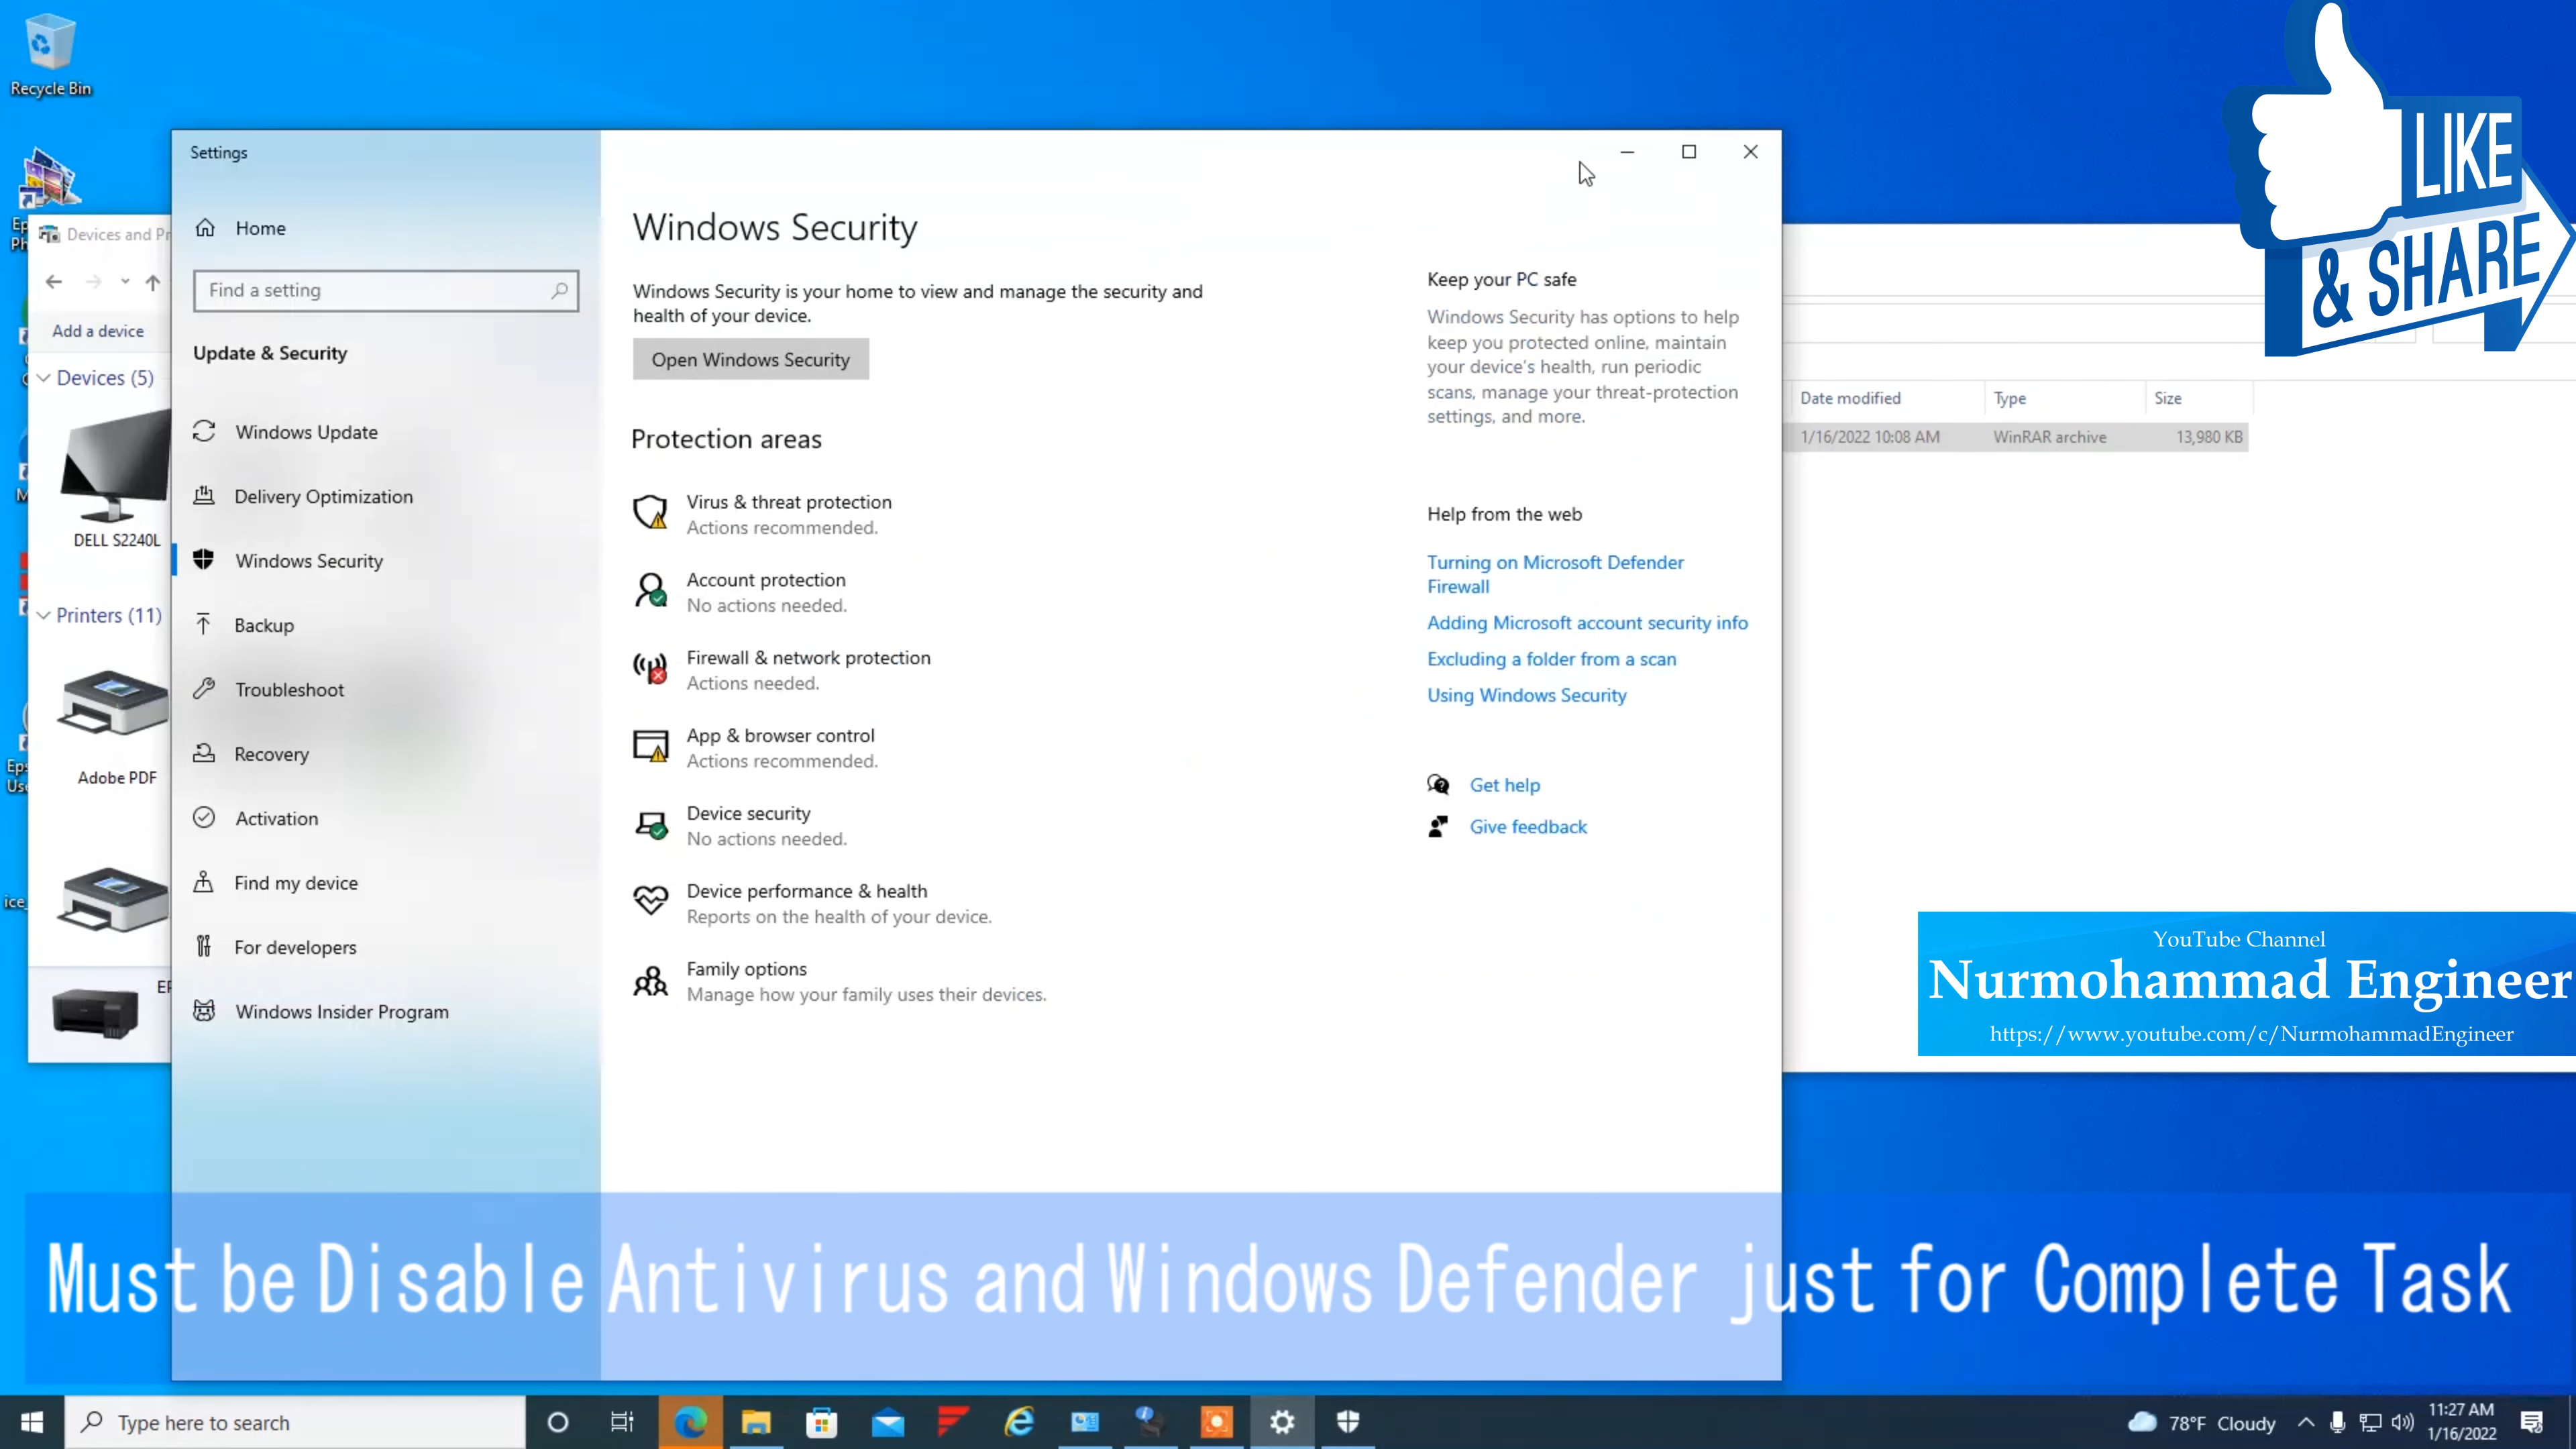 Recycle Bin
Settings
Home
Find a setting
Update & Security
Windows Update
Delivery Optimization
Windows Security
Backup
Troubleshoot
Recovery
Activation
Find my device
For developers
Windows Insider Program
Windows Security
Windows Security is your home to view and manage the security and
health of your device.
Open Windows Security
Protection areas
Virus & threat protection
Actions recommended.
Account protection
No actions needed.
Firewall & network protection
Actions needed.
App & browser control
Actions recommended.
Device security
No actions needed.
Device performance & health
Reports on the health of your device.
Family options
Manage how your family uses their devices.
Keep your PC safe
Windows Security has options to help
keep you protected online, maintain
your device's health, run periodic
scans, manage your threat-protection
settings, and more.
Help from the web
Turning on Microsoft Defender
Firewall
Adding Microsoft account security info
Excluding a folder from a scan
Using Windows Security
Get help
Give feedback
Devices and Pr
Add a device
Devices (5)
DELL S2240L
Printers (11)
Adobe PDF
Date modified Type Size
1/16/2022 10:08 AM WinRAR archive 13,980 KB
LIKE
& SHARE
YouTube Channel
Nurmohammad Engineer
https://www.youtube.com/c/NurmohammadEngineer
Must be Disable Antivirus and Windows Defender just for Complete Task
Type here to search
78°F Cloudy
11:27 AM
1/16/2022